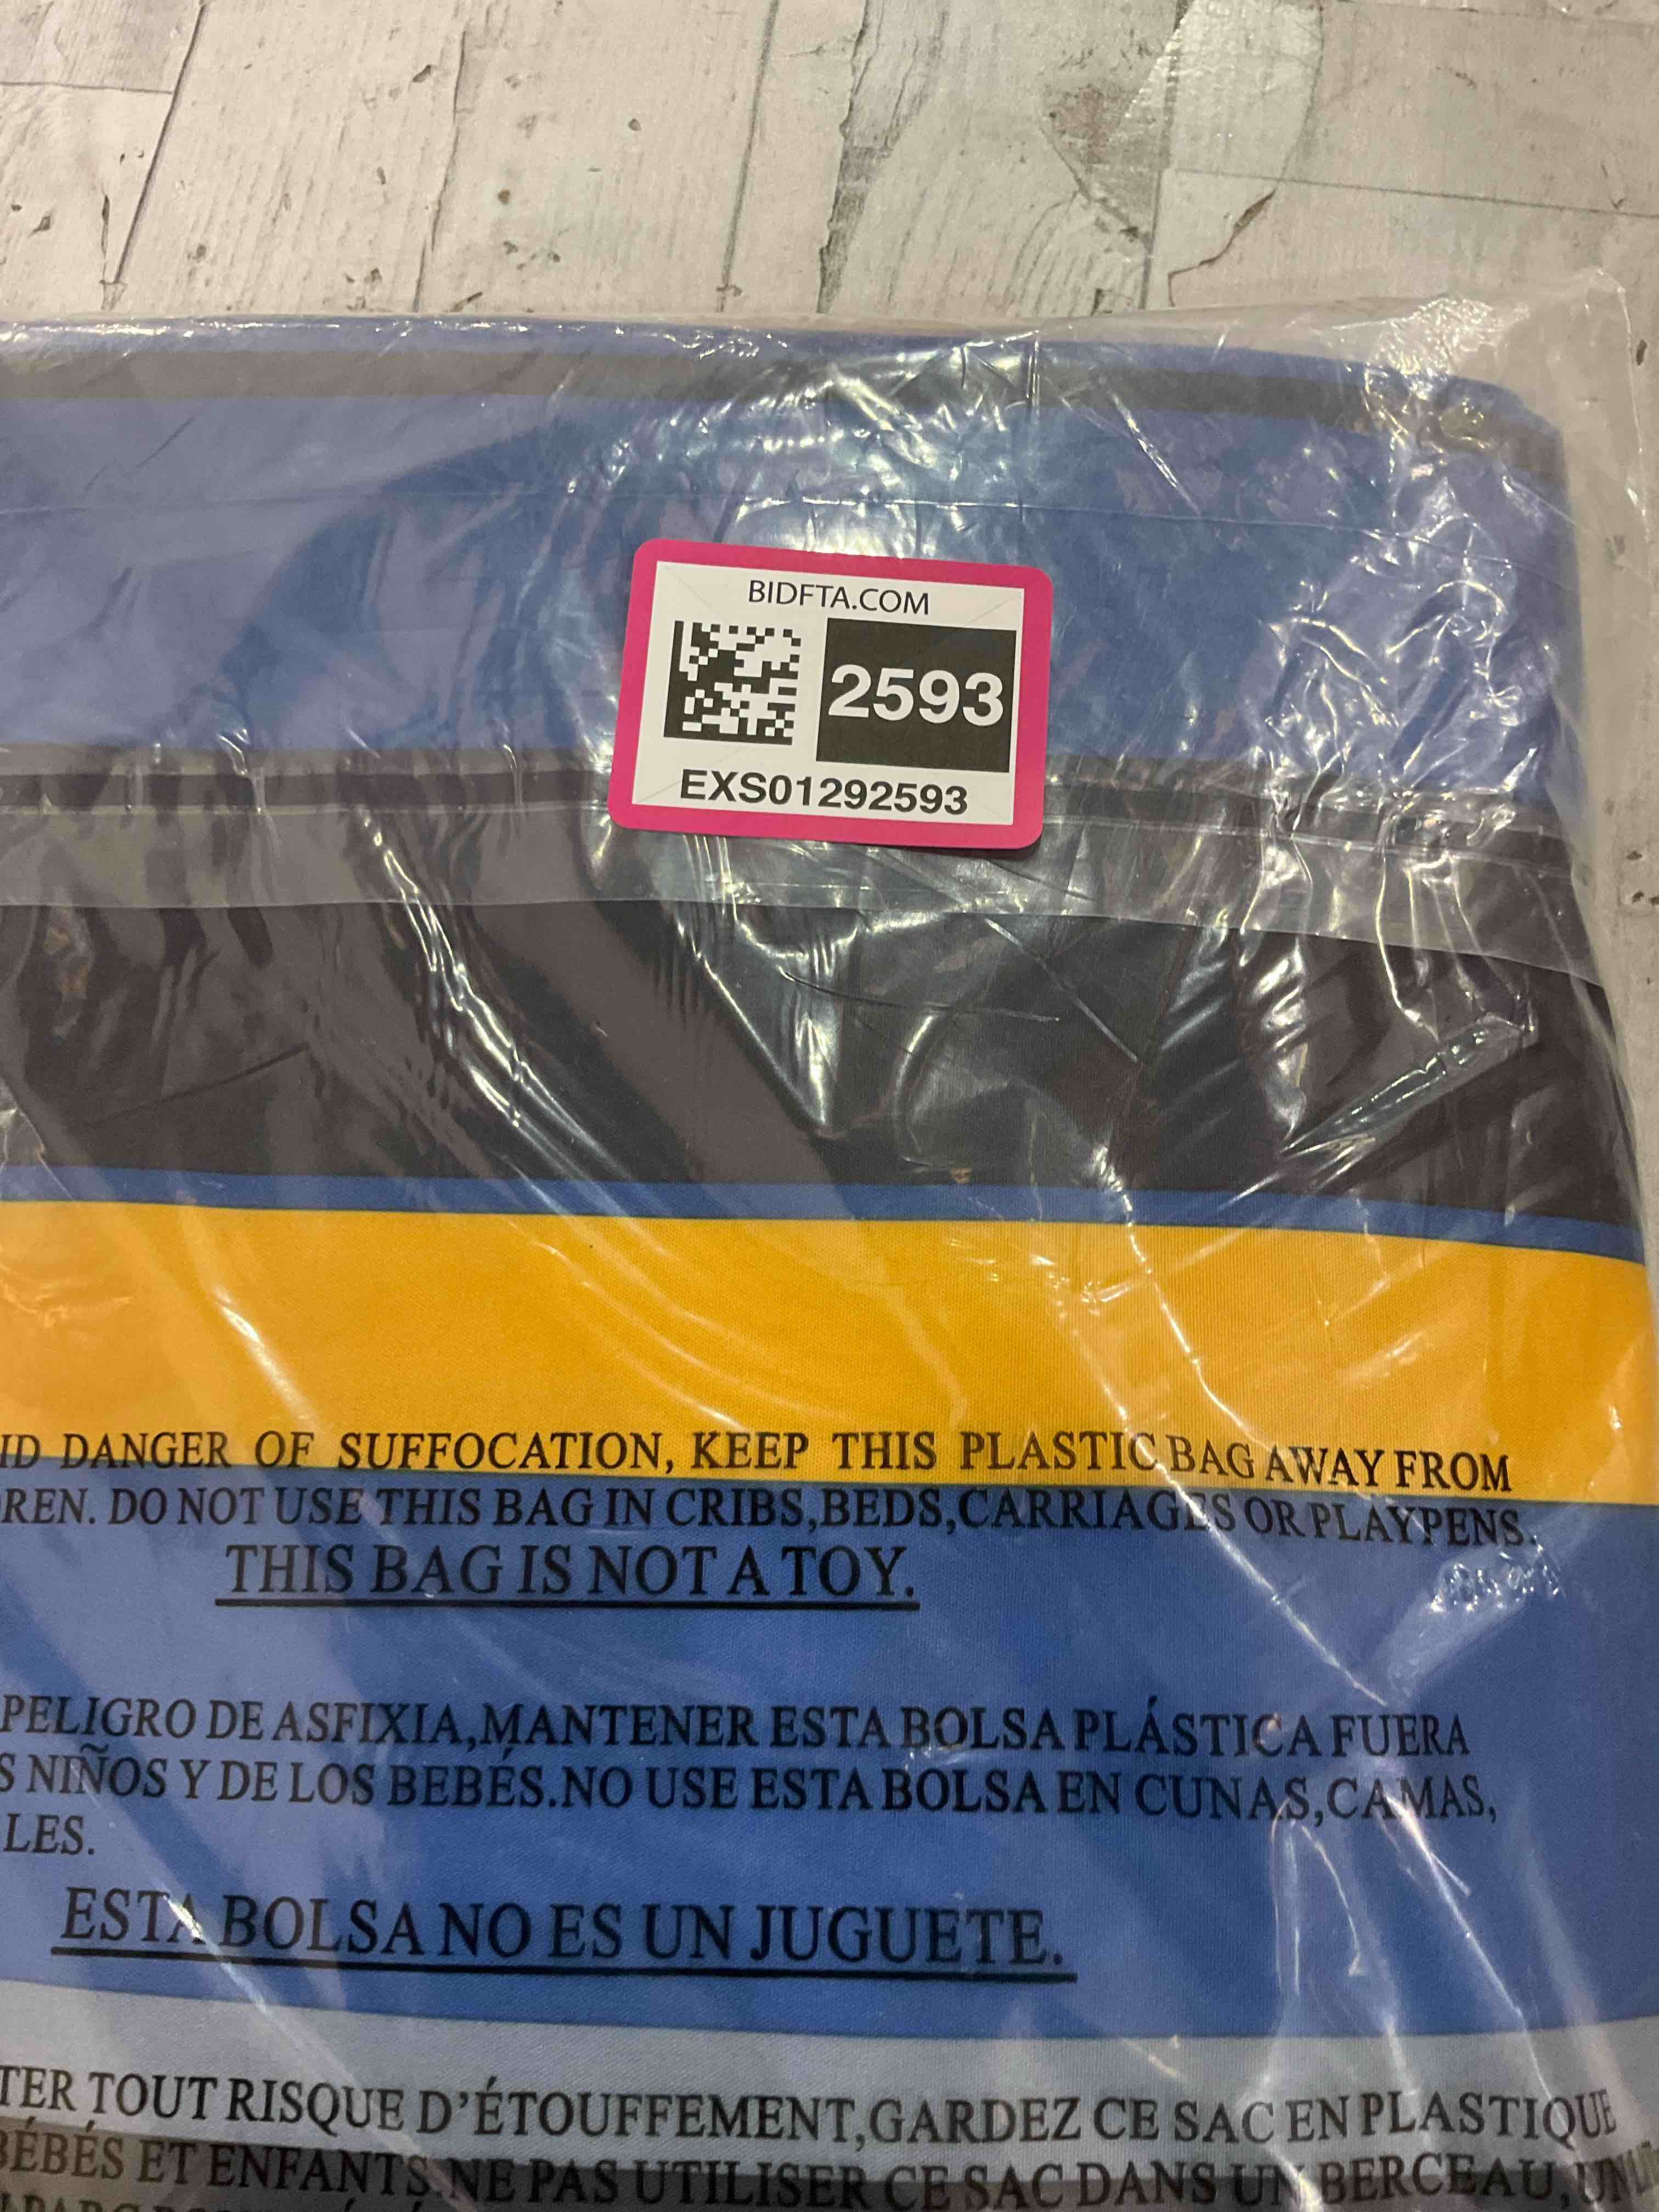 BIDFTA.COM
2593
EXS01292593
ID DANGER OF SUFFOCATION, KEEP THIS PLASTIC BAG AWAY FROM
REN. DO NOT USE THIS BAG IN CRIBS,BEDS,CARRIAGES OR PLAYPENS.
THIS BAG IS NOT A TOY.
PELIGRO DE ASFIXIA,MANTENER ESTA BOLSA PLÁSTICA FUERA
S NIÑOS Y DE LOS BEBÉS.NO USE ESTA BOLSA EN CUNAS,CAMAS,
LES.
ESTA BOLSA NO ES UN JUGUETE.
TER TOUT RISQUE D'ÉTOUFFEMENT,GARDEZ CE SAC EN PLASTIQUE
BÉBÉS ET ENFANTS.NE PAS UTILISER CE SAC DANS UN BERCEAU,UN